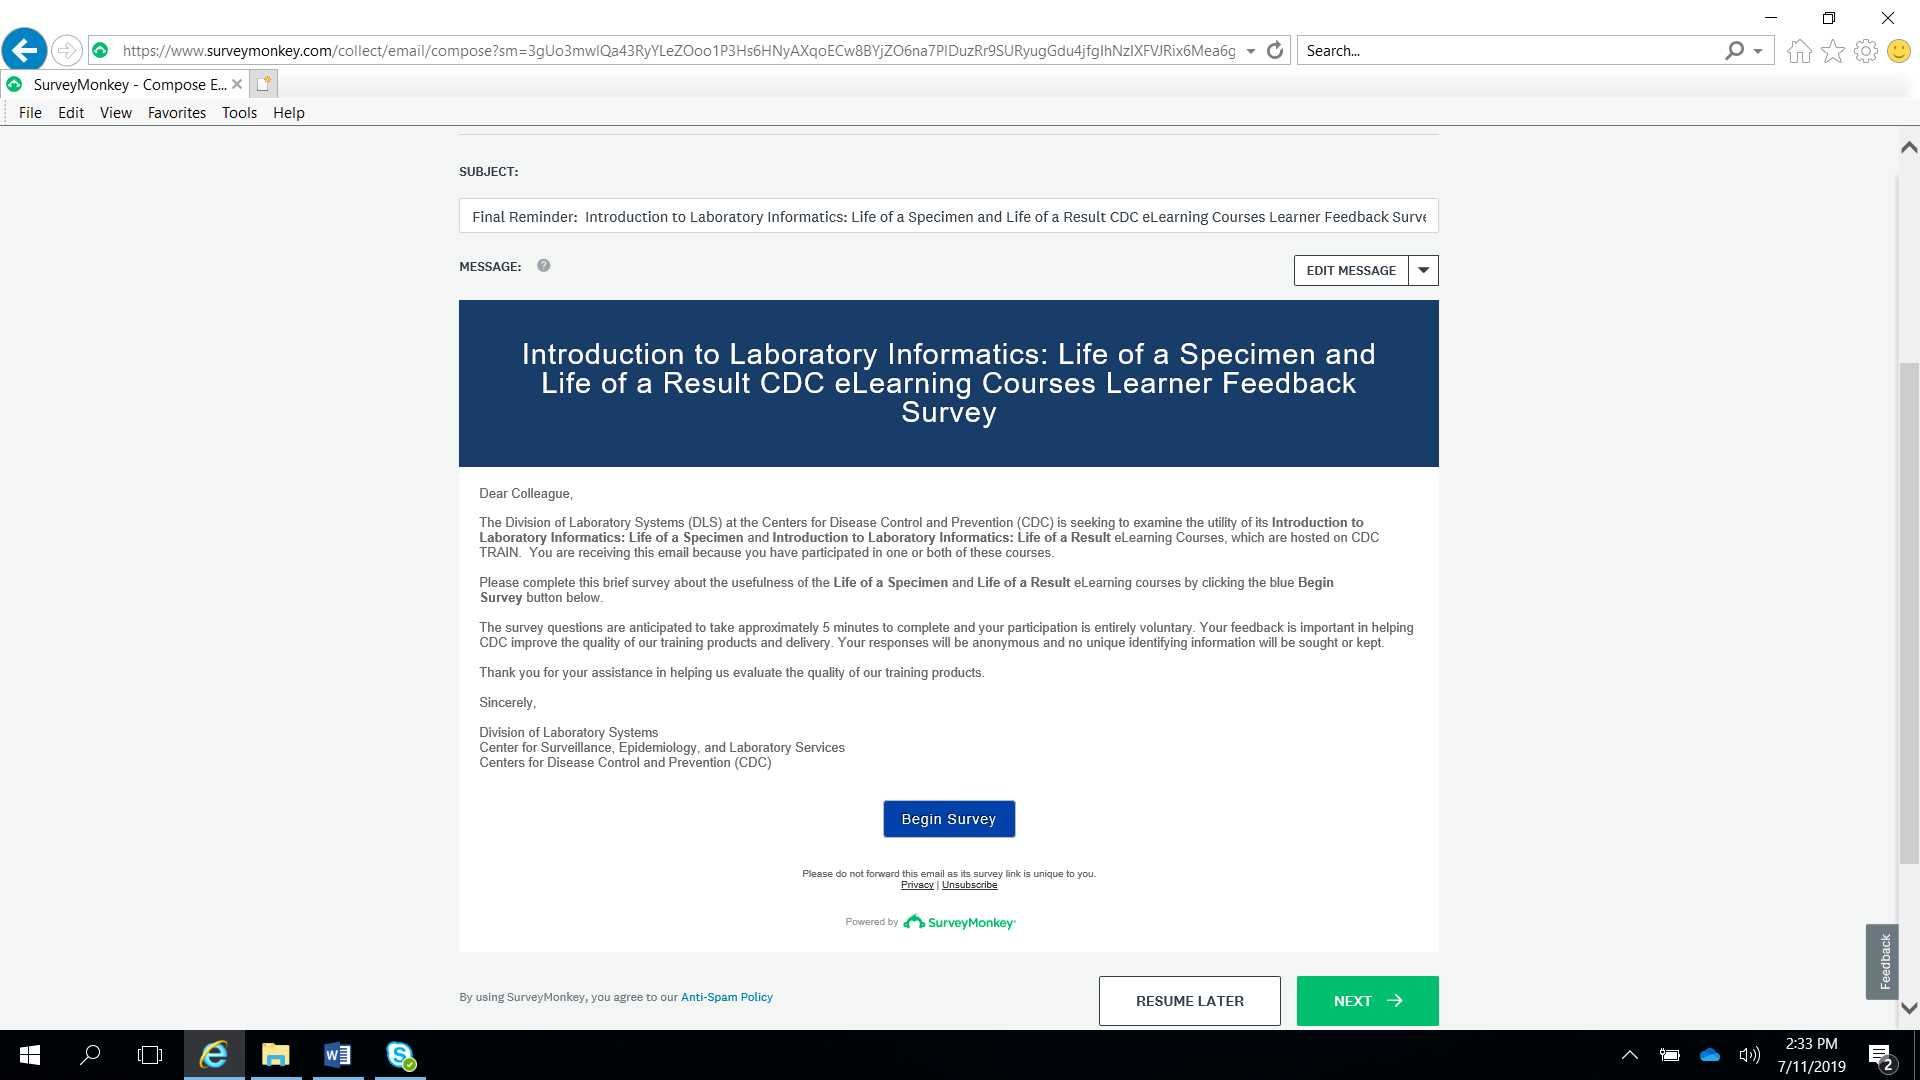 https://www.surveymonkey.com/collect/email/compose?sm=
Search...
SurveyMonkey - Compose E...
File Edit View Favorites Tools Help
SUBJECT:
Final Reminder:  Introduction to Laboratory Informatics: Life of a Specimen and Life of a Result CDC eLearning Courses Learner Feedback Surve
MESSAGE:
EDIT MESSAGE
Introduction to Laboratory Informatics: Life of a Specimen and
Life of a Result CDC eLearning Courses Learner Feedback
Survey
Dear Colleague,
The Division of Laboratory Systems (DLS) at the Centers for Disease Control and Prevention (CDC) is seeking to examine the utility of its Introduction to
Laboratory Informatics: Life of a Specimen and Introduction to Laboratory Informatics: Life of a Result eLearning Courses, which are hosted on CDC
TRAIN.  You are receiving this email because you have participated in one or both of these courses.
Please complete this brief survey about the usefulness of the Life of a Specimen and Life of a Result eLearning courses by clicking the blue Begin
Survey button below.
The survey questions are anticipated to take approximately 5 minutes to complete and your participation is entirely voluntary. Your feedback is important in helping
CDC improve the quality of our training products and delivery. Your responses will be anonymous and no unique identifying information will be sought or kept.
Thank you for your assistance in helping us evaluate the quality of our training products.
Sincerely,
Division of Laboratory Systems
Center for Surveillance, Epidemiology, and Laboratory Services
Centers for Disease Control and Prevention (CDC)
Begin Survey
Please do not forward this email as its survey link is unique to you.
Privacy | Unsubscribe
Powered by SurveyMonkey
Feedback
By using SurveyMonkey, you agree to our Anti-Spam Policy
RESUME LATER
NEXT
2:33 PM
7/11/2019
2